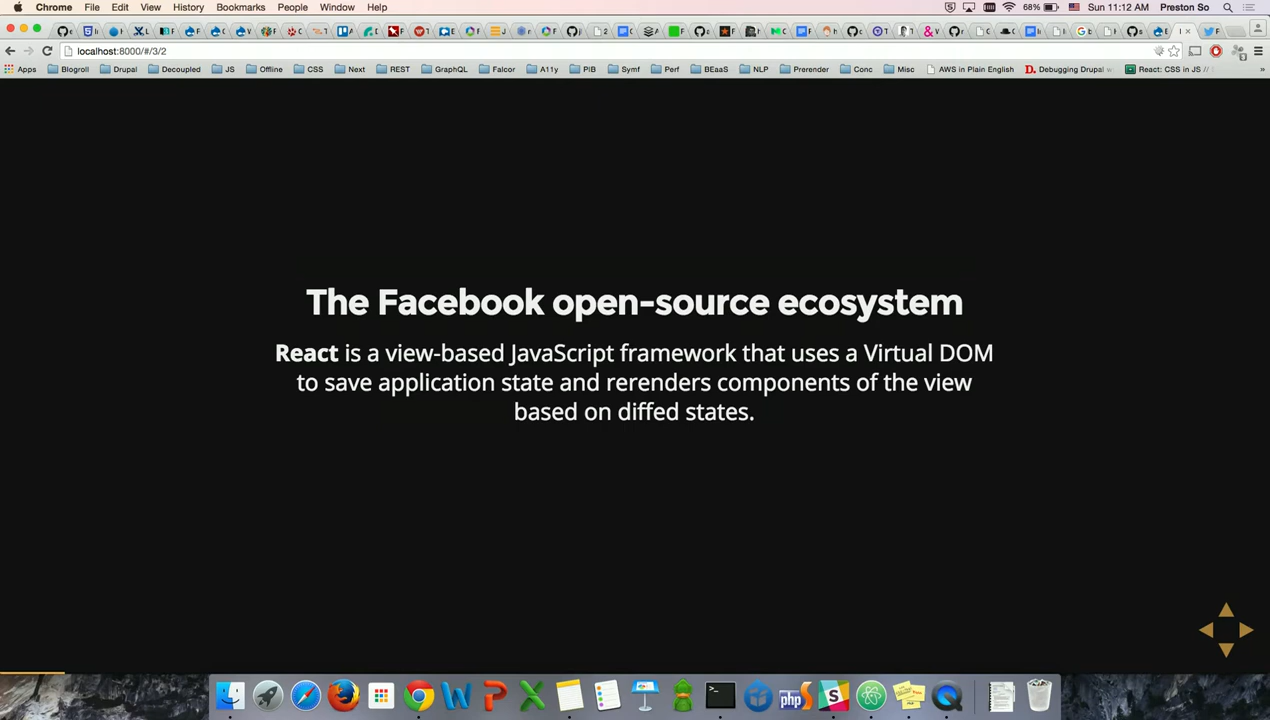 Chrome File Edit View History Bookmarks People Window Help 68% Sun 11:12 AM Preston So
localhost:8000/#/3/2
Apps Blogroll Drupal Decoupled JS Offline CSS Next REST GraphQL Falcor A11y PIB Symf Perf BEaaS NLP Prerender Conc Misc AWS in Plain English Debugging Drupal w React: CSS in JS // S »
The Facebook open-source ecosystem
React is a view-based JavaScript framework that uses a Virtual DOM
to save application state and rerenders components of the view
based on diffed states.